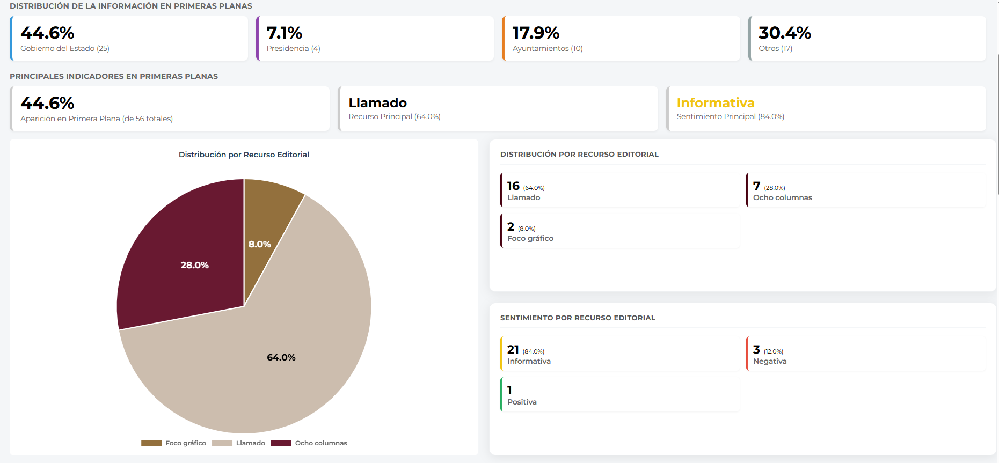 DISTRIBUCIÓN DE LA INFORMACIÓN EN PRIMERAS PLANAS
44.6%
Gobierno del Estado (25)
7.1%
Presidencia (4)
17.9%
Ayuntamientos (10)
30.4%
Otros (17)
PRINCIPALES INDICADORES EN PRIMERAS PLANAS
44.6%
Aparición en Primera Plana (de 56 totales)
Llamado
Recurso Principal (64.0%)
Informativa
Sentimiento Principal (84.0%)
Distribución por Recurso Editorial
8.0%
28.0%
64.0%
Foco gráfico
Llamado
Ocho columnas
DISTRIBUCIÓN POR RECURSO EDITORIAL
16 (64.0%)
Llamado
7 (28.0%)
Ocho columnas
2 (8.0%)
Foco gráfico
SENTIMIENTO POR RECURSO EDITORIAL
21 (84.0%)
Informativa
3 (12.0%)
Negativa
1
Positiva